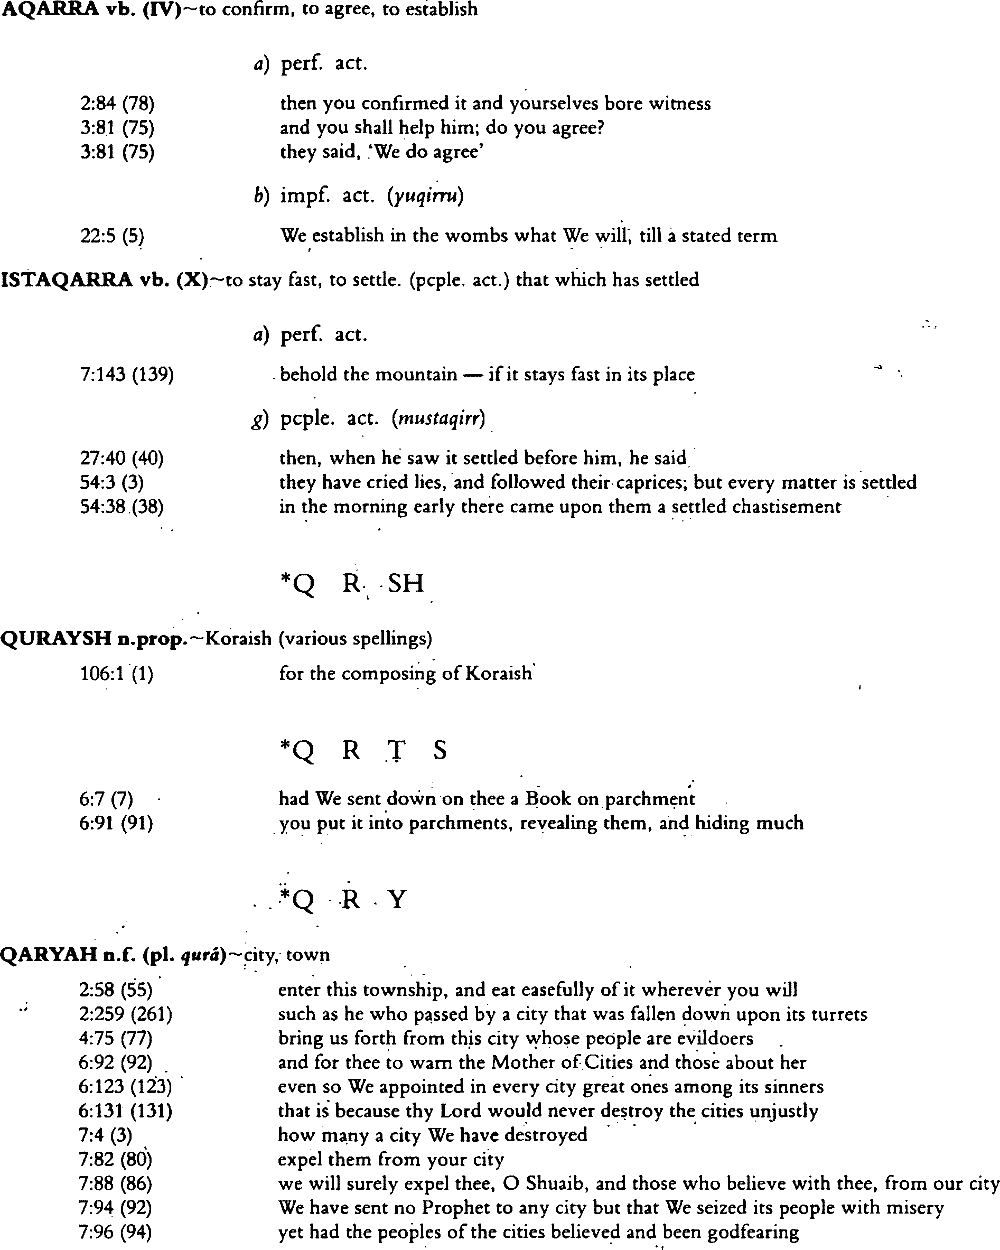 AQARRA vb. (IV)~to confirm, to agree, to establish
a) perf. act.
2:84 (78) then you confirmed it and yourselves bore witness
3:81 (75) and you shall help him; do you agree?
3:81 (75) they said, 'We do agree'
b) impf. act. (yuqirru)
22:5 (5) We establish in the wombs what We will, till a stated term
ISTAQARRA vb. (X)~to stay fast, to settle. (pcple. act.) that which has settled
a) perf. act.
7:143 (139) behold the mountain — if it stays fast in its place
g) pcple. act. (mustaqirr)
27:40 (40) then, when he saw it settled before him, he said
54:3 (3) they have cried lies, and followed their caprices; but every matter is settled
54:38 (38) in the morning early there came upon them a settled chastisement
*Q R SH
QURAYSH n.prop.~Koraish (various spellings)
106:1 (1) for the composing of Koraish
*Q R T S
6:7 (7) had We sent down on thee a Book on parchment
6:91 (91) you put it into parchments, revealing them, and hiding much
*Q R Y
QARYAH n.f. (pl. qurá)~city, town
2:58 (55) enter this township, and eat easefully of it wherever you will
2:259 (261) such as he who passed by a city that was fallen down upon its turrets
4:75 (77) bring us forth from this city whose people are evildoers
6:92 (92) and for thee to warn the Mother of Cities and those about her
6:123 (123) even so We appointed in every city great ones among its sinners
6:131 (131) that is because thy Lord would never destroy the cities unjustly
7:4 (3) how many a city We have destroyed
7:82 (80) expel them from your city
7:88 (86) we will surely expel thee, O Shuaib, and those who believe with thee, from our city
7:94 (92) We have sent no Prophet to any city but that We seized its people with misery
7:96 (94) yet had the peoples of the cities believed and been godfearing